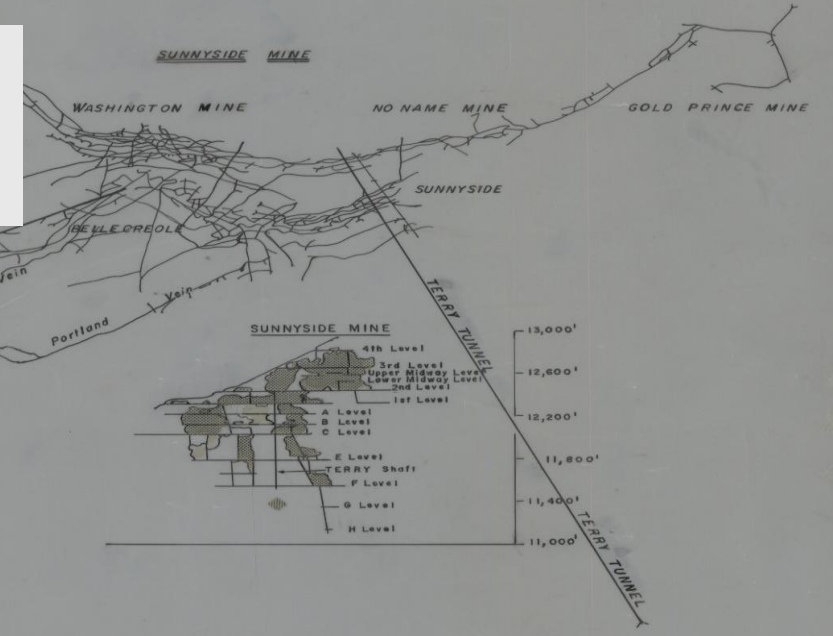 SUNNYSIDE MINE
WASHINGTON MINE
NO NAME MINE
GOLD PRINCE MINE
SUNNYSIDE
BELLE CREOLE
Vein
Portland Vein
TERRY TUNNEL
SUNNYSIDE MINE
4th Level
3rd Level
Upper Midway Level
Lower Midway Level
2nd Level
1st Level
A Level
B Level
C Level
E Level
TERRY Shaft
F Level
G Level
H Level
13,000'
12,600'
12,200'
11,800'
11,400'
11,000'
TERRY TUNNEL